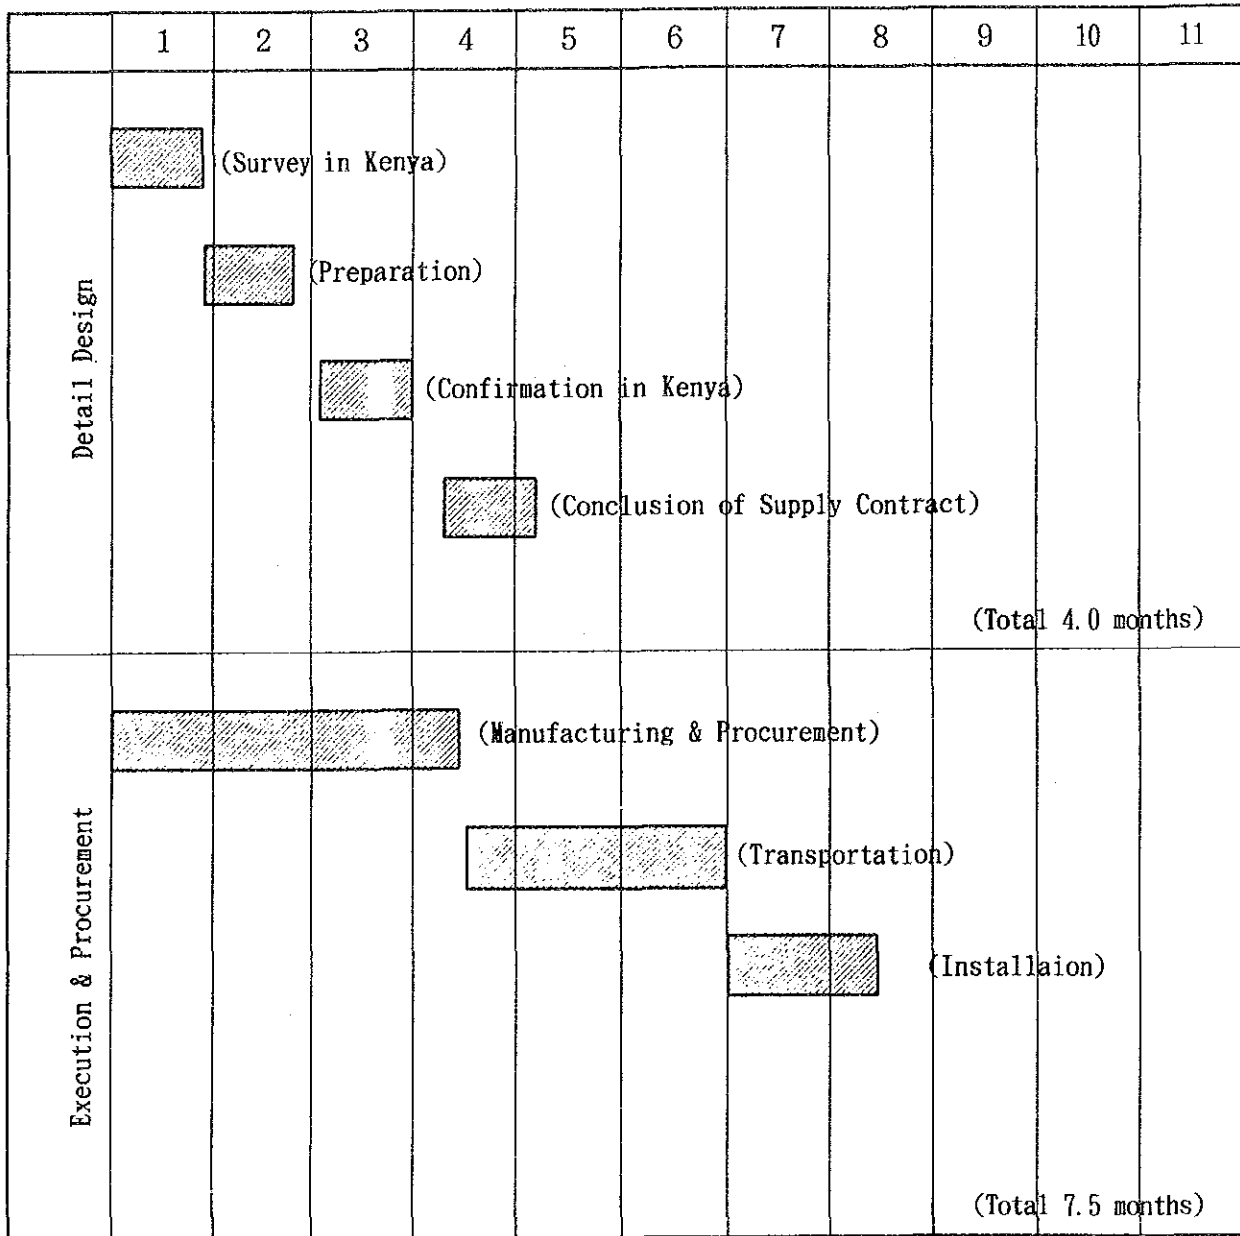 1 2 3 4 5 6 7 8 9 10 11
Detail Design
(Survey in Kenya)
(Preparation)
(Confirmation in Kenya)
(Conclusion of Supply Contract)
(Total 4.0 months)
Execution & Procurement
(Manufacturing & Procurement)
(Transportation)
(Installaion)
(Total 7.5 months)